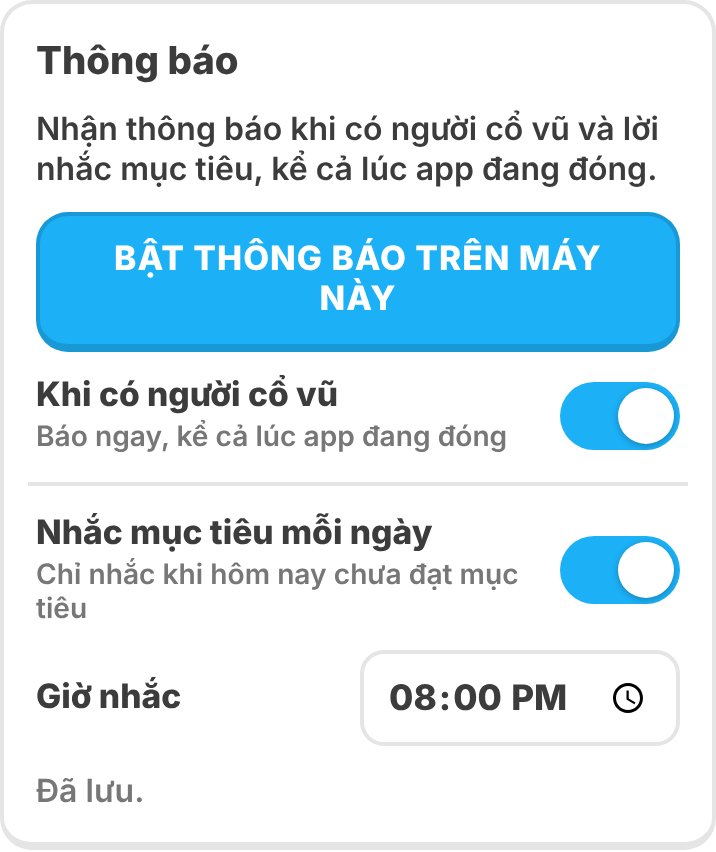 Thông báo
Nhận thông báo khi có người cổ vũ và lời
nhắc mục tiêu, kể cả lúc app đang đóng.
BẬT THÔNG BÁO TRÊN MÁY
NÀY
Khi có người cổ vũ
Báo ngay, kể cả lúc app đang đóng
Nhắc mục tiêu mỗi ngày
Chỉ nhắc khi hôm nay chưa đạt mục
tiêu
Giờ nhắc
08:00 PM
Đã lưu.